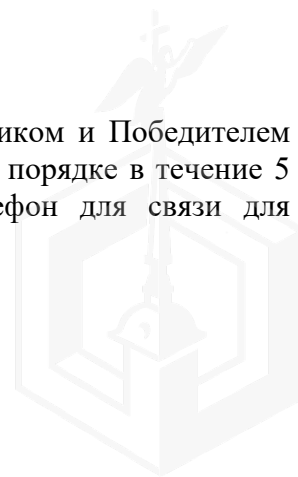 иком и Победителем
порядке в течение 5
ефон для связи для